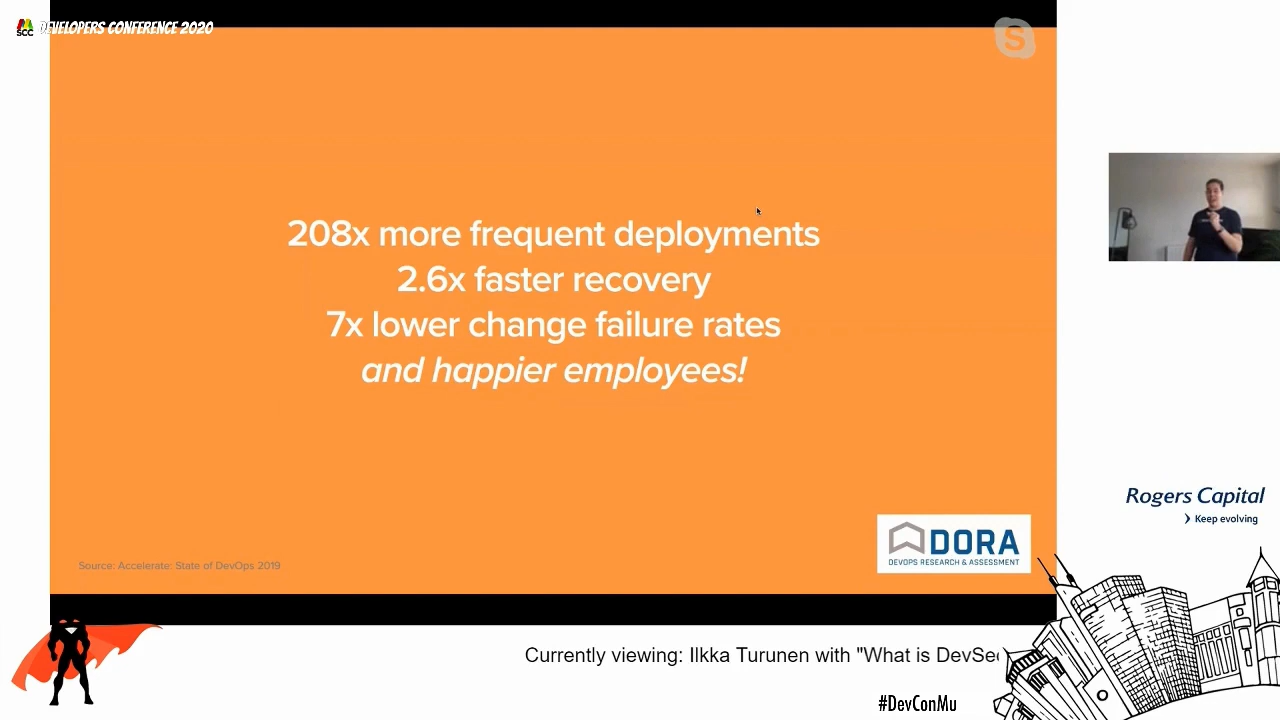 SCC DEVELOPERS CONFERENCE 2020
S
208x more frequent deployments
2.6x faster recovery
7x lower change failure rates
and happier employees!
Rogers Capital
Keep evolving
DORA
DEVOPS RESEARCH & ASSESSMENT
Source: Accelerate: State of DevOps 2019
Currently viewing: Ilkka Turunen with "What is DevSec
#DevConMu